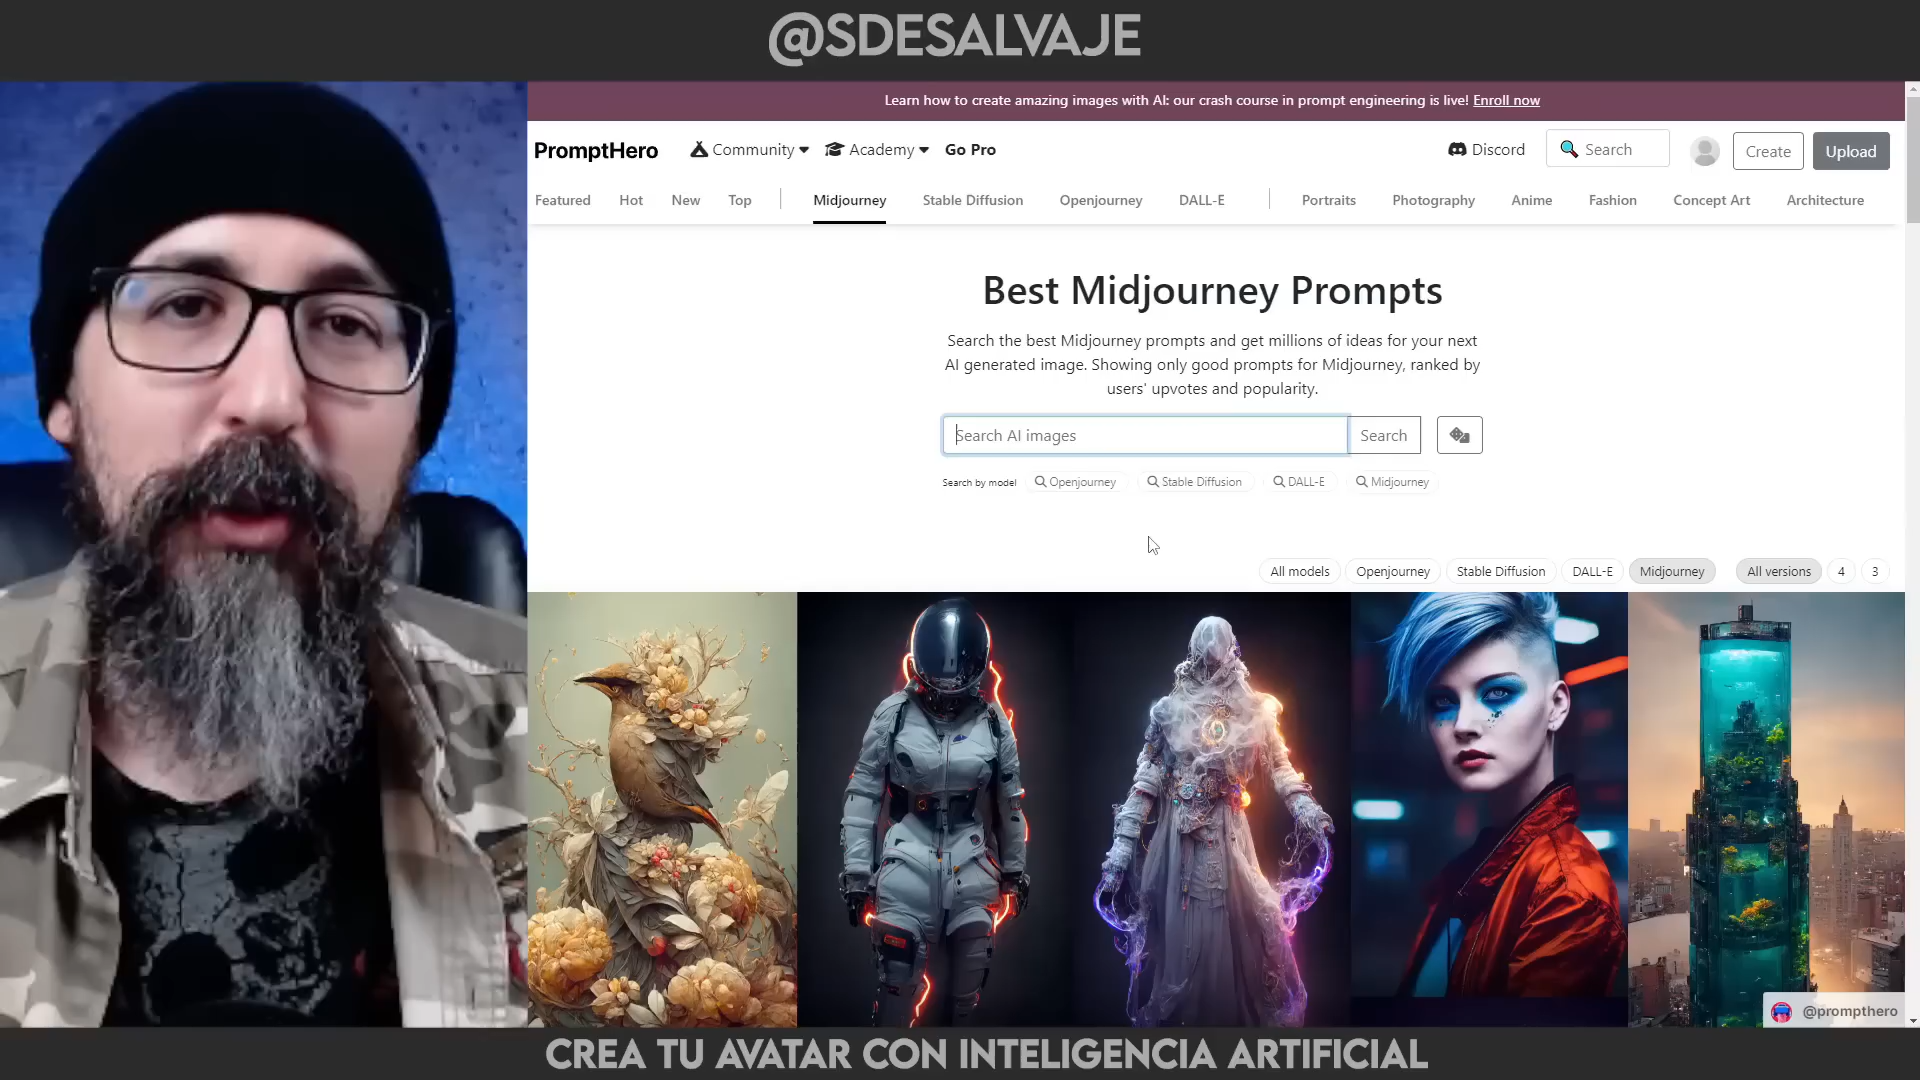 @SDESALVAJE
Learn how to create amazing images with AI: our crash course in prompt engineering is live! Enroll now
PromptHero Community Academy Go Pro Discord Search Create Upload
Featured Hot New Top Midjourney Stable Diffusion Openjourney DALL-E Portraits Photography Anime Fashion Concept Art Architecture
Best Midjourney Prompts
Search the best Midjourney prompts and get millions of ideas for your next
AI generated image. Showing only good prompts for Midjourney, ranked by
users' upvotes and popularity.
Search AI images Search
Search by model Openjourney Stable Diffusion DALL-E Midjourney
All models Openjourney Stable Diffusion DALL-E Midjourney All versions 4 3
@prompthero
CREA TU AVATAR CON INTELIGENCIA ARTIFICIAL